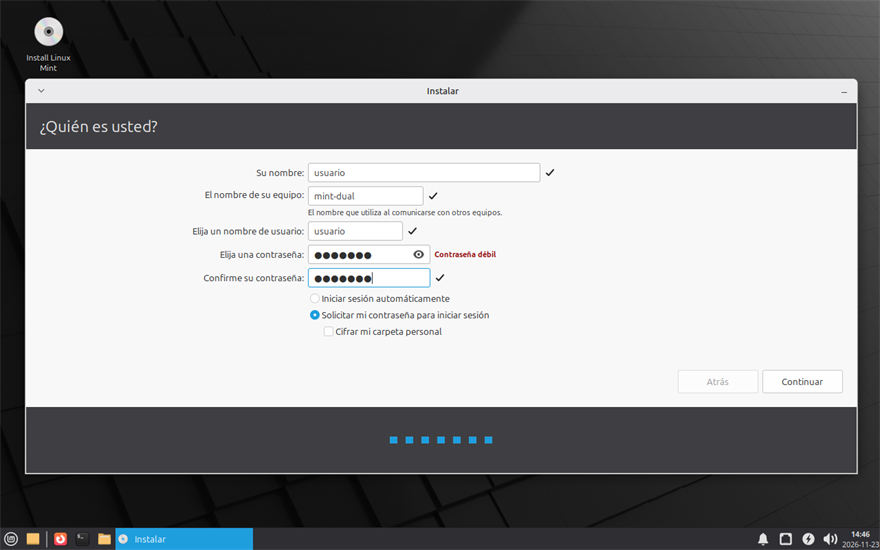 Install Linux
Mint
Instalar
¿Quién es usted?
Su nombre: usuario
El nombre de su equipo: mint-dual
El nombre que utiliza al comunicarse con otros equipos.
Elija un nombre de usuario: usuario
Elija una contraseña: ●●●●●●● Contraseña débil
Confirme su contraseña: ●●●●●●●
Iniciar sesión automáticamente
Solicitar mi contraseña para iniciar sesión
Cifrar mi carpeta personal
Atrás Continuar
Instalar
14:46
2026-11-23